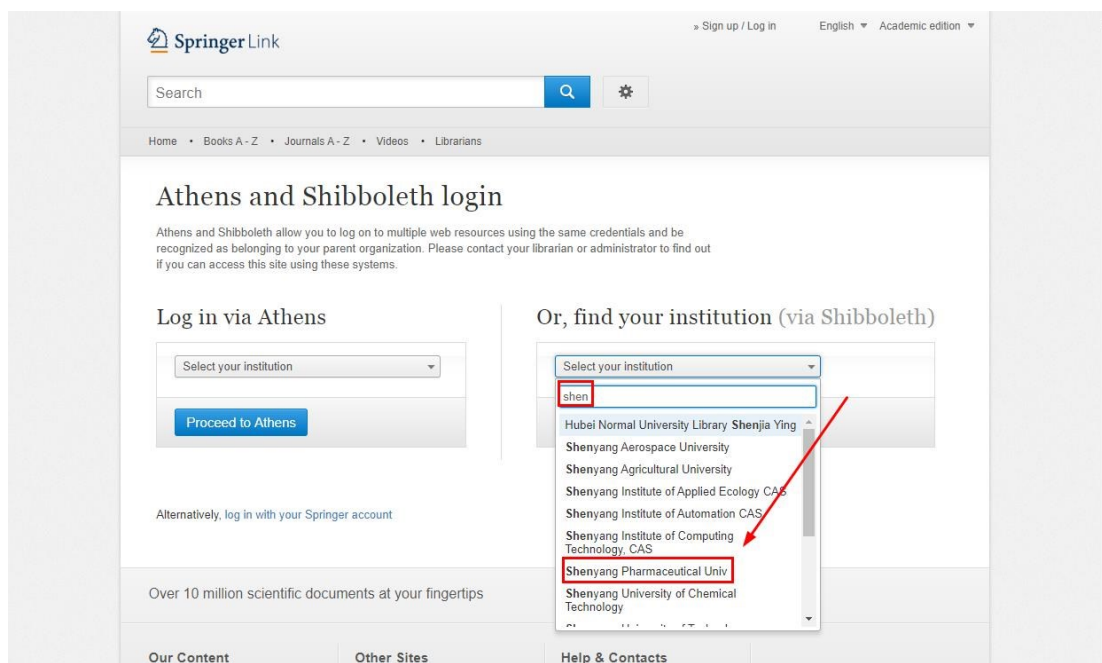 » Sign up / Log in English Academic edition
Springer Link
Search
Home • Books A - Z • Journals A - Z • Videos • Librarians
Athens and Shibboleth login
Athens and Shibboleth allow you to log on to multiple web resources using the same credentials and be
recognized as belonging to your parent organization. Please contact your librarian or administrator to find out
if you can access this site using these systems.
Log in via Athens
Select your institution
Proceed to Athens
Or, find your institution (via Shibboleth)
Select your institution
shen
Hubei Normal University Library Shenjia Ying
Shenyang Aerospace University
Shenyang Agricultural University
Shenyang Institute of Applied Ecology CAS
Shenyang Institute of Automation CAS
Shenyang Institute of Computing
Technology, CAS
Shenyang Pharmaceutical Univ
Shenyang University of Chemical
Technology
Alternatively, log in with your Springer account
Over 10 million scientific documents at your fingertips
Our Content
Other Sites
Help & Contacts